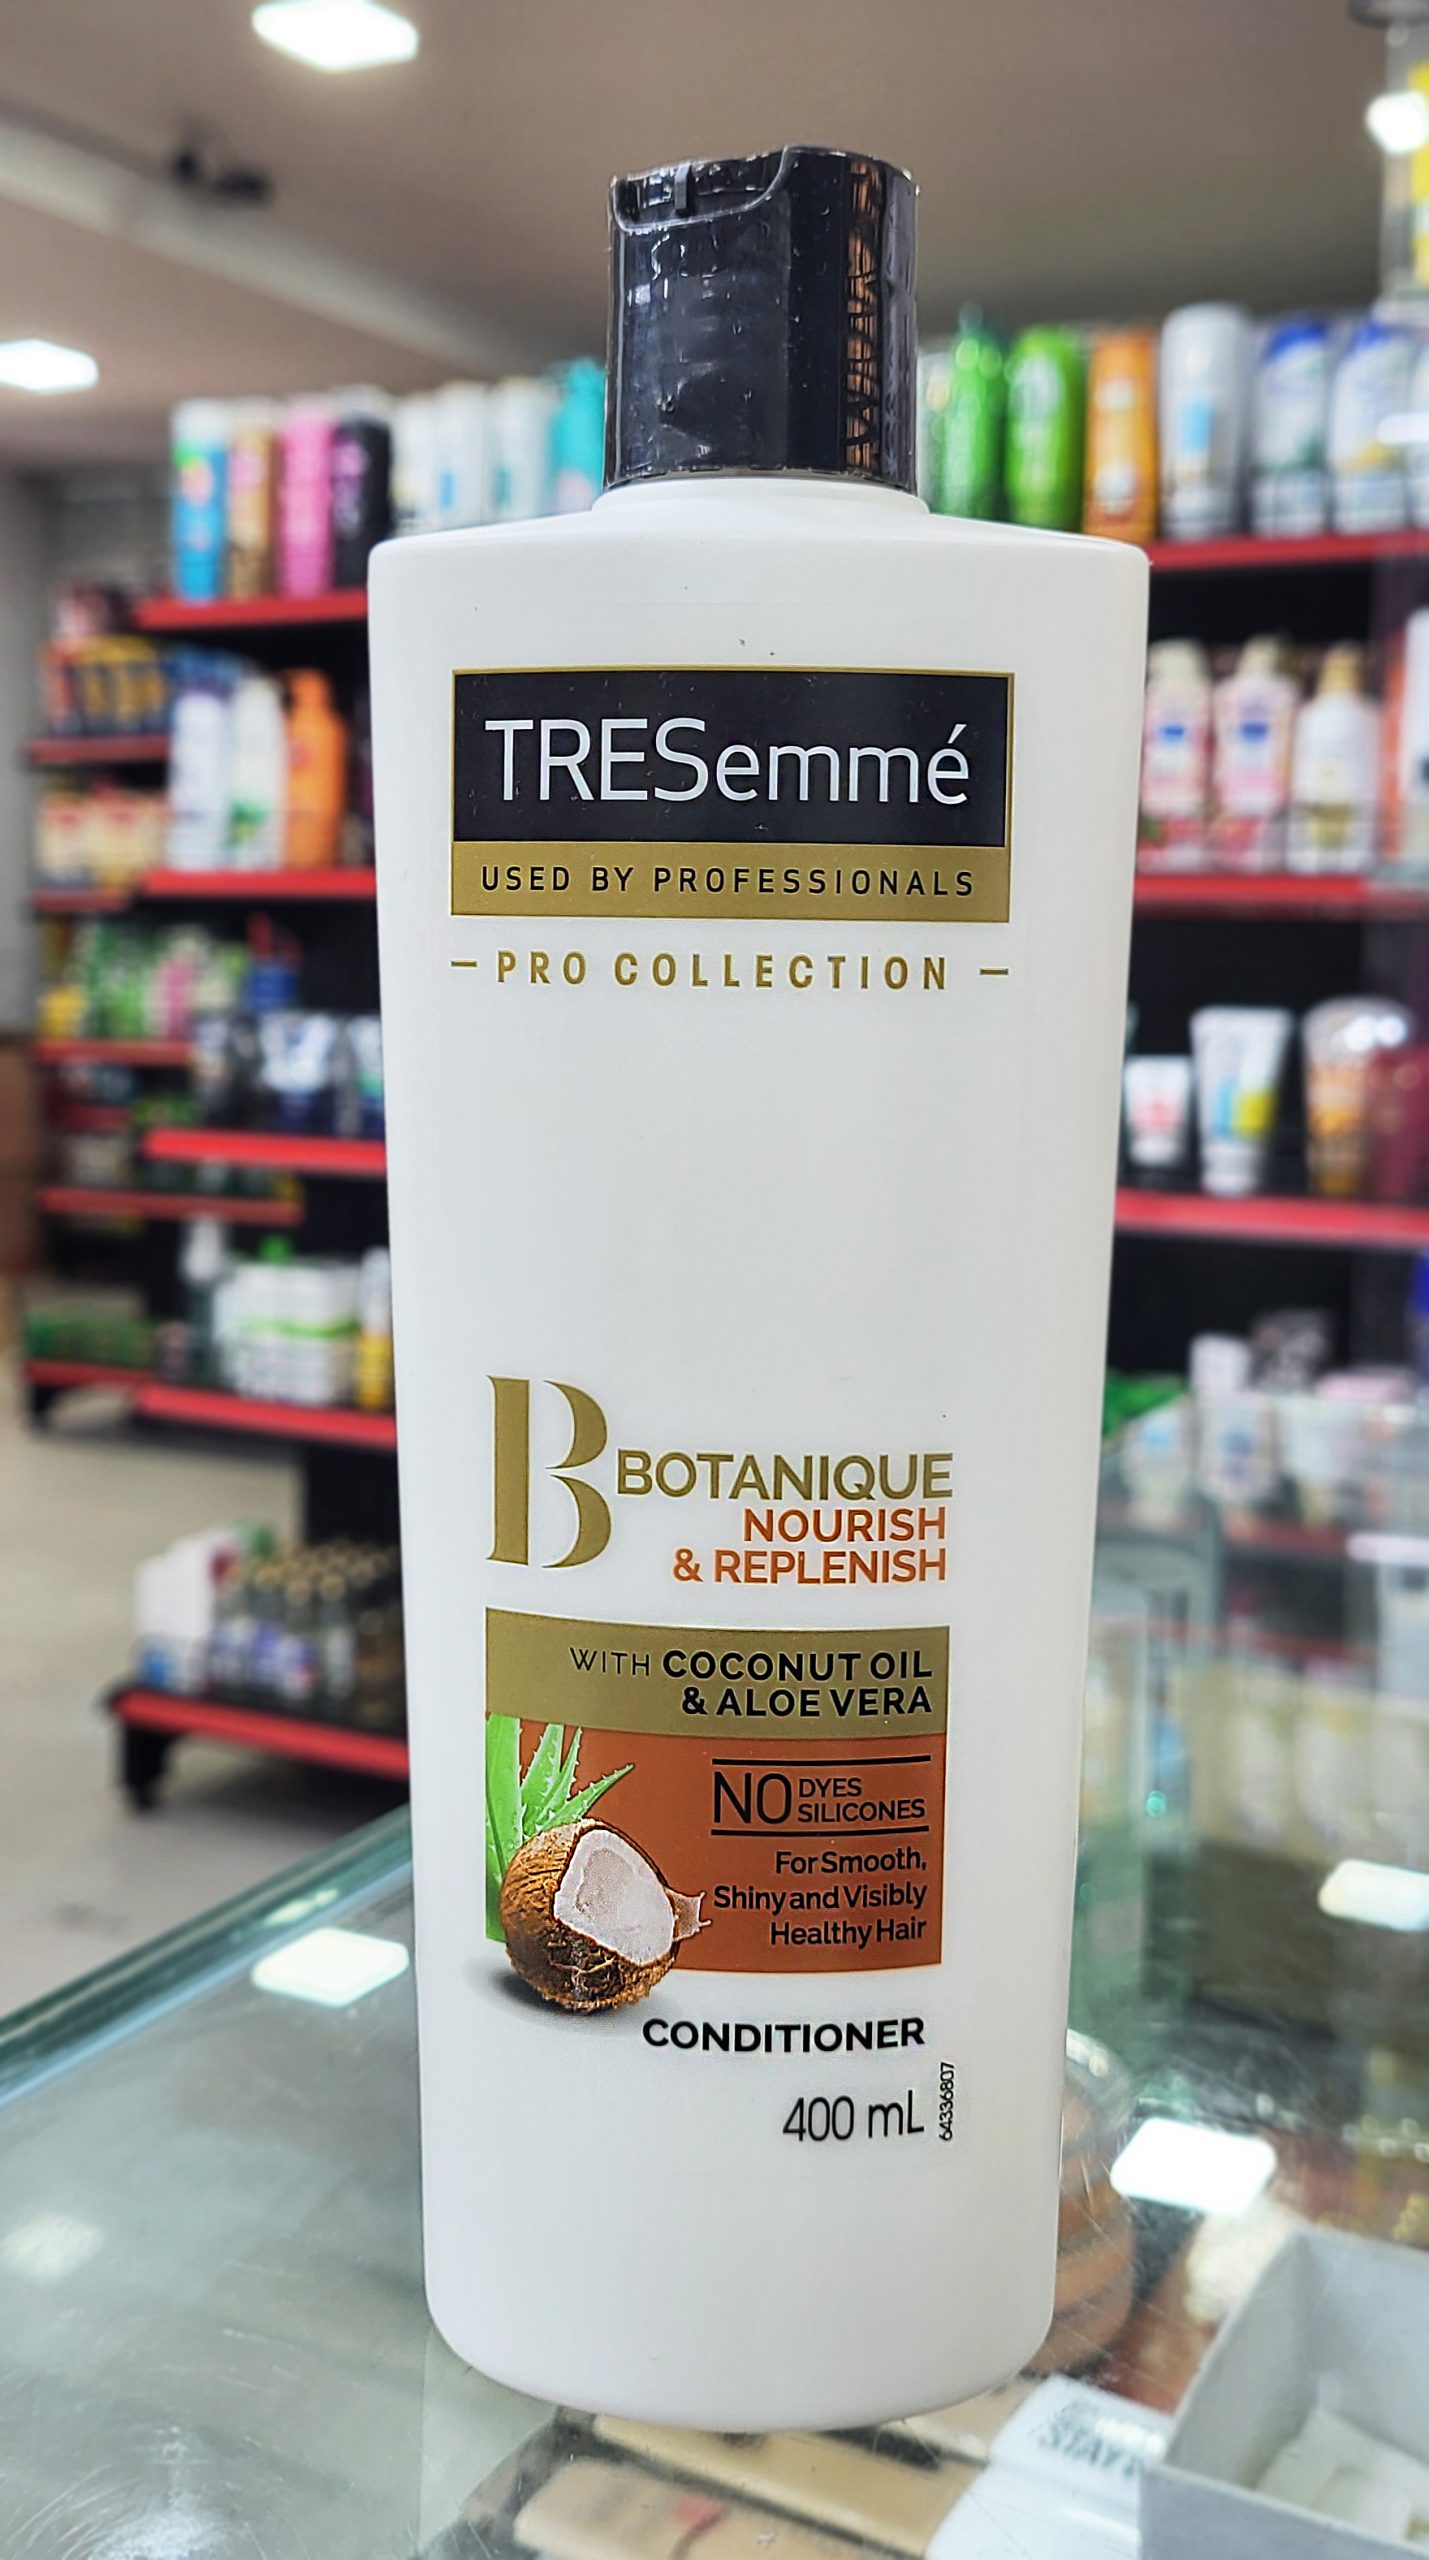 TRESemmé
USED BY PROFESSIONALS
– PRO COLLECTION –
B BOTANIQUE
NOURISH
& REPLENISH
WITH COCONUT OIL
& ALOE VERA
NO DYES
SILICONES
For Smooth,
Shiny and Visibly
Healthy Hair
CONDITIONER
400 mL
64336807